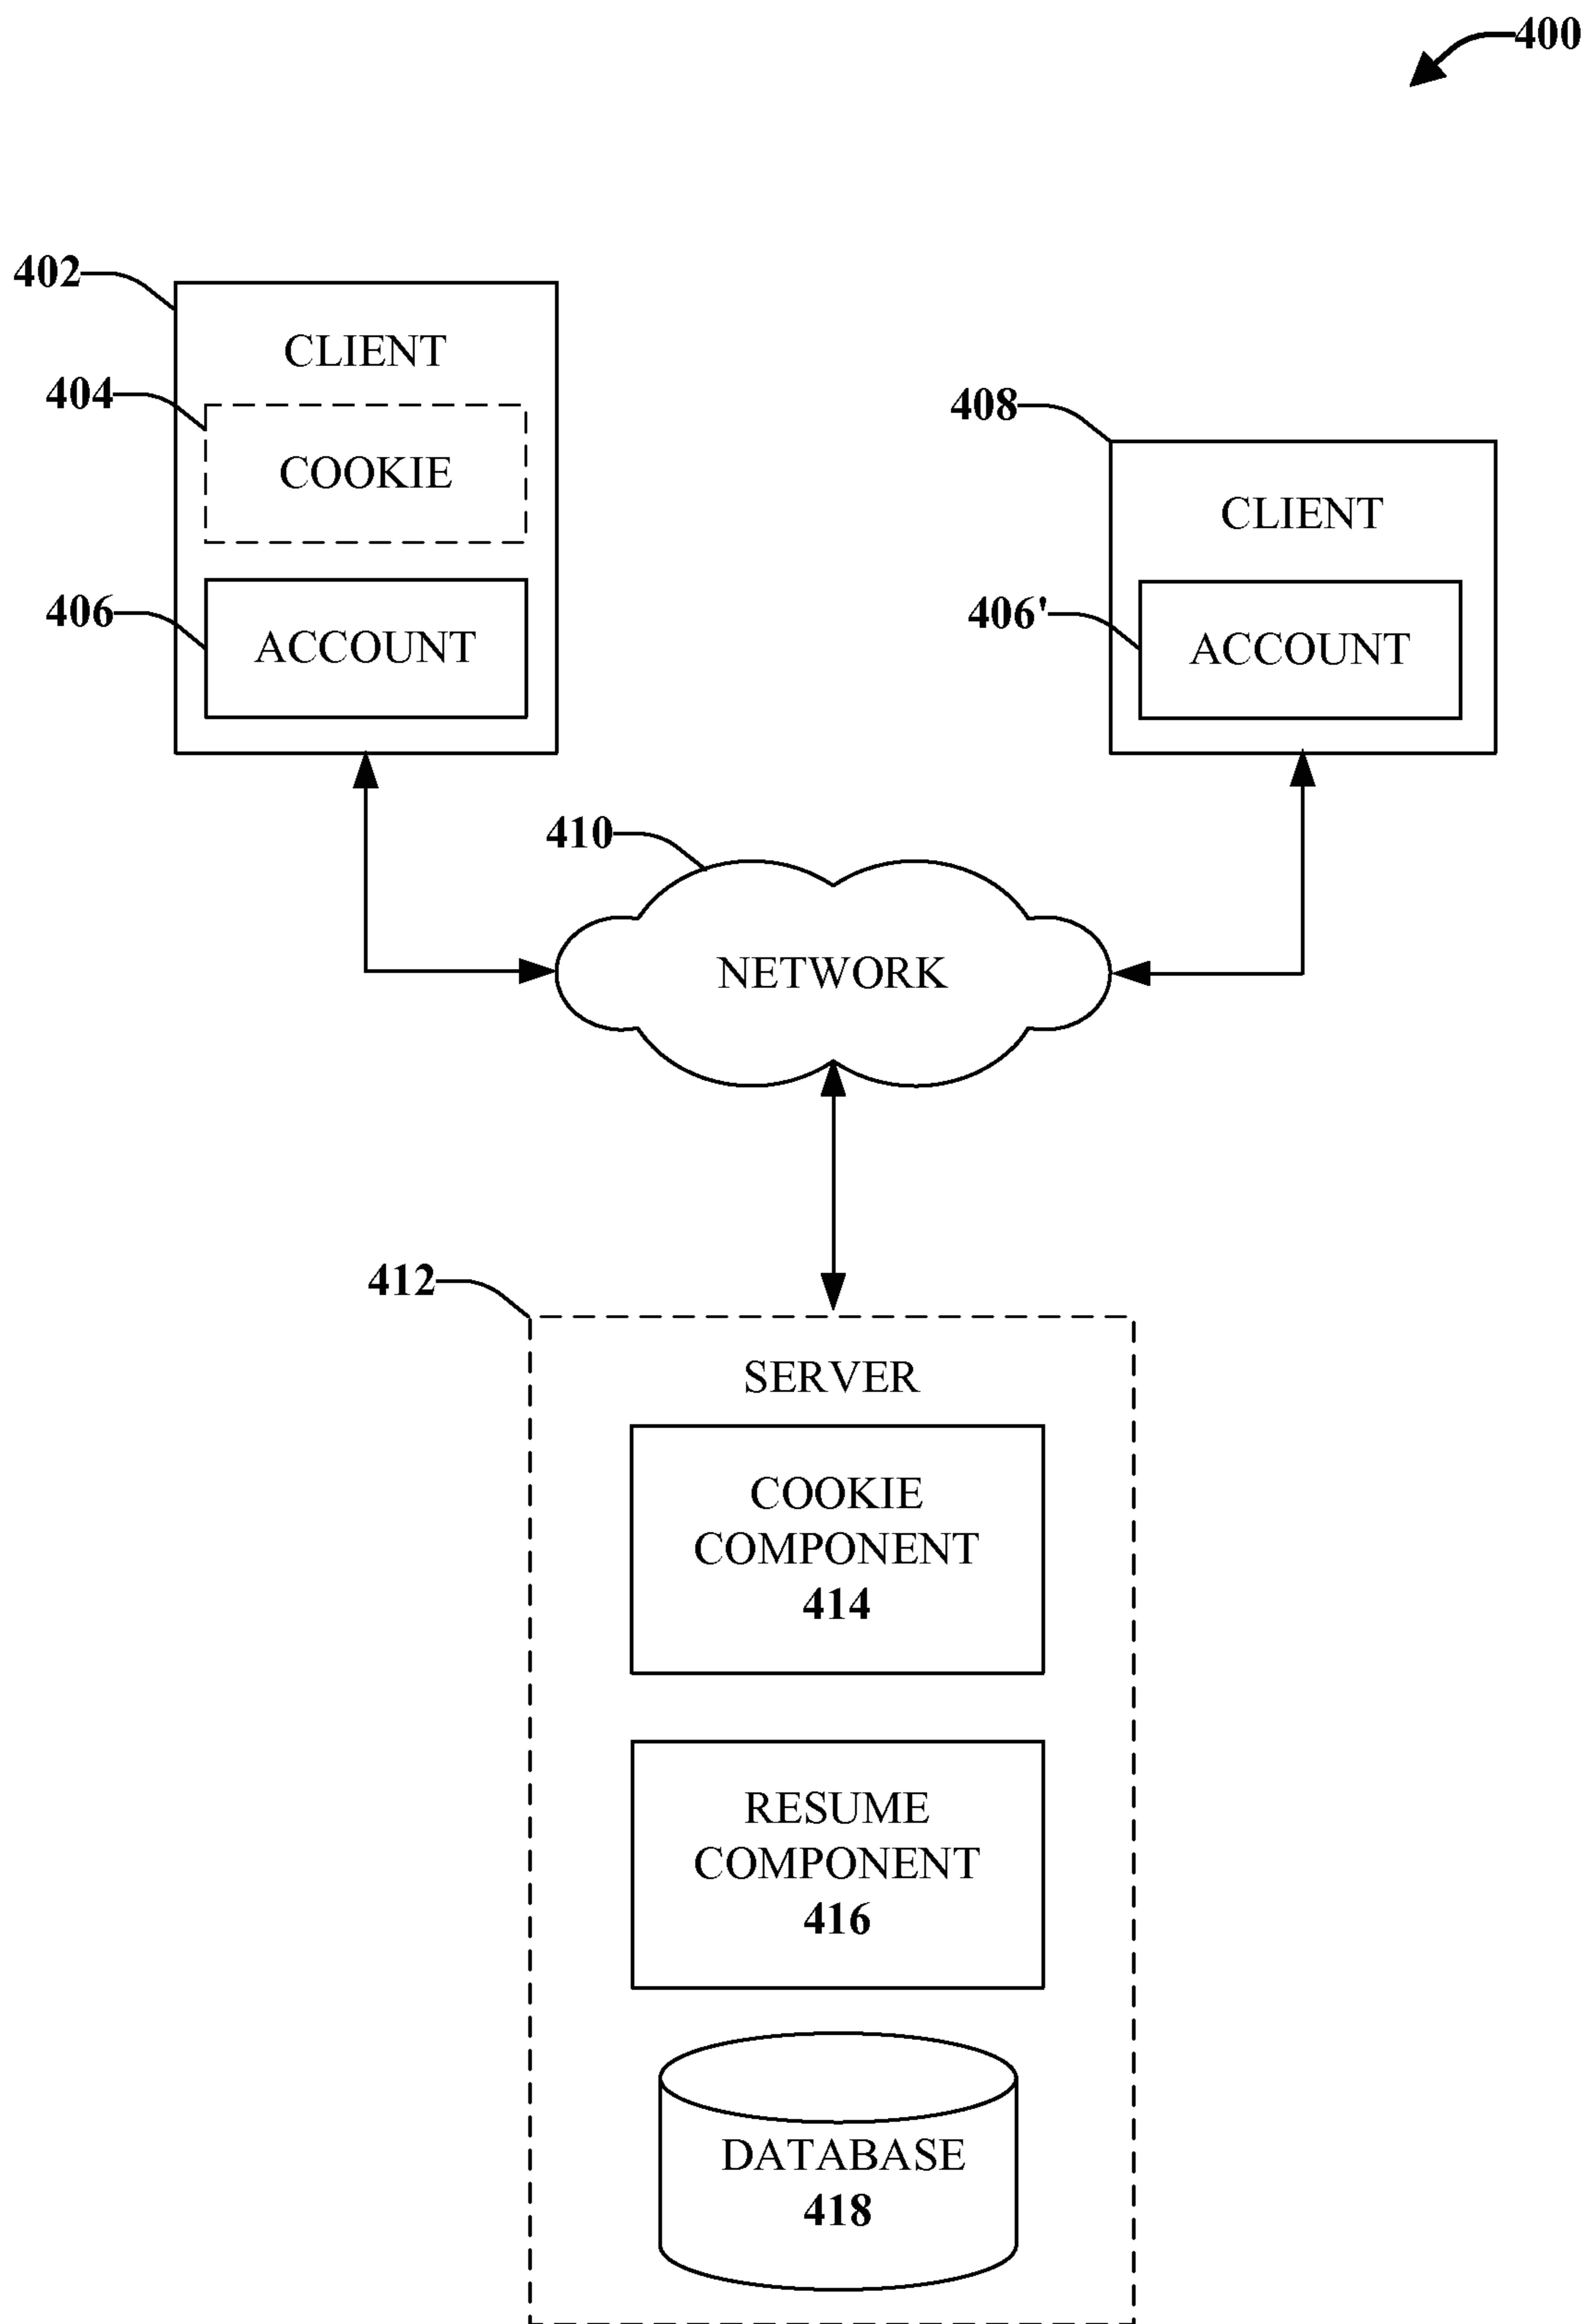 400
402
CLIENT
404
COOKIE
406
ACCOUNT
408
CLIENT
406'
ACCOUNT
410
NETWORK
412
SERVER
COOKIE
COMPONENT
414
RESUME
COMPONENT
416
DATABASE
418